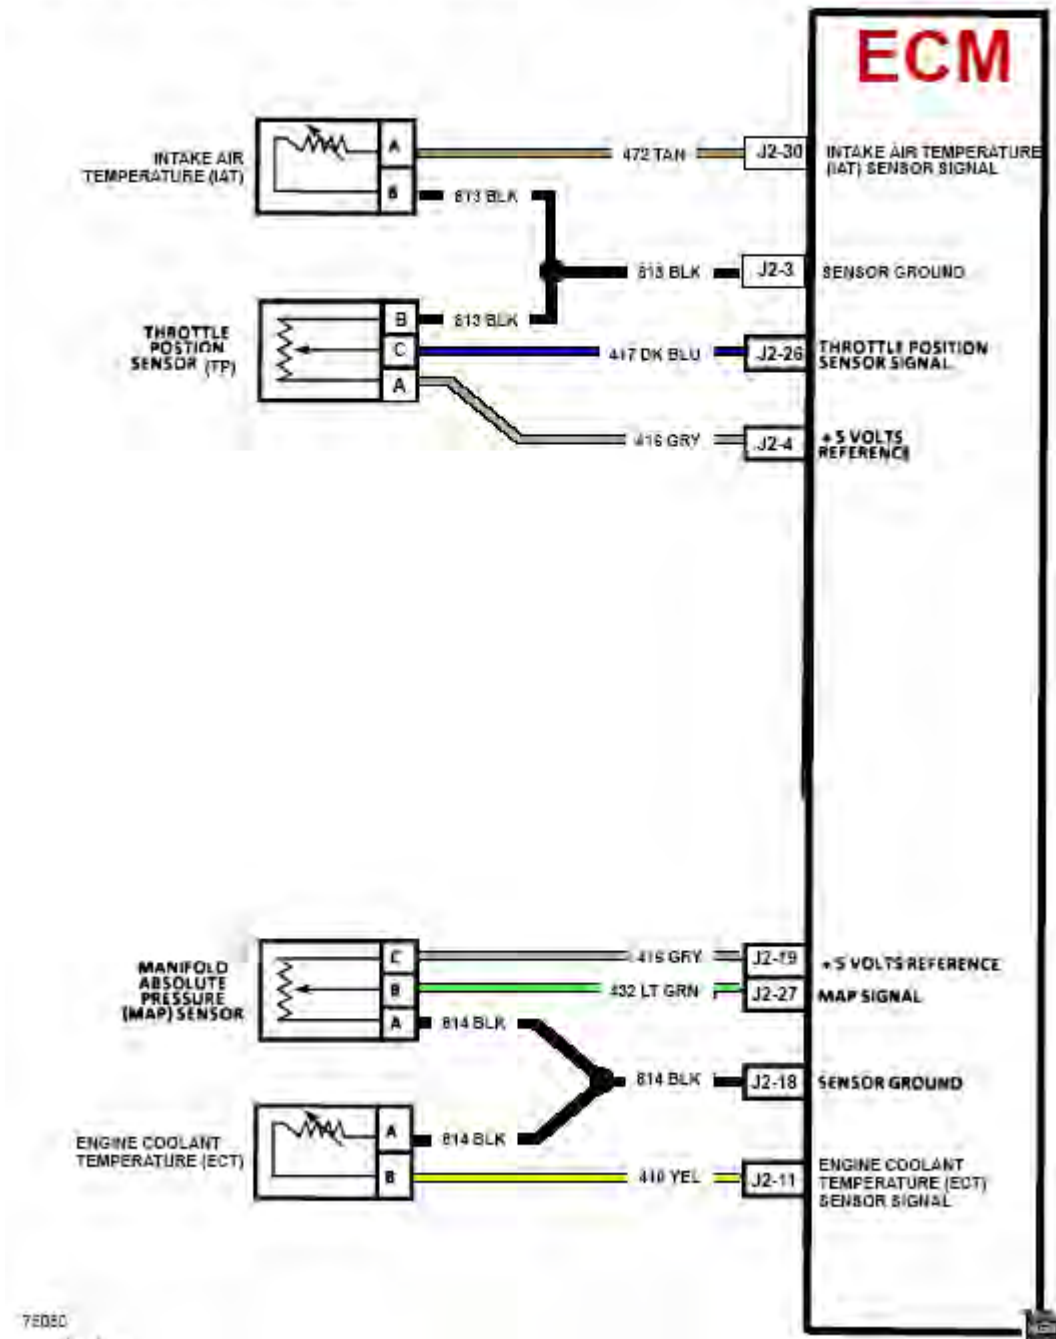 ECM
INTAKE AIR
TEMPERATURE (IAT)
A
B
472 TAN
J2-30
INTAKE AIR TEMPERATURE
(IAT) SENSOR SIGNAL
813 BLK
813 BLK
J2-3
SENSOR GROUND
THROTTLE
POSTION
SENSOR (TP)
B
C
A
813 BLK
417 DK BLU
J2-26
THROTTLE POSITION
SENSOR SIGNAL
416 GRY
J2-4
+ 5 VOLTS
REFERENCE
MANIFOLD
ABSOLUTE
PRESSURE
(MAP) SENSOR
C
B
A
416 GRY
J2-19
+ 5 VOLTS REFERENCE
432 LT GRN
J2-27
MAP SIGNAL
814 BLK
814 BLK
J2-18
SENSOR GROUND
ENGINE COOLANT
TEMPERATURE (ECT)
A
B
814 BLK
410 YEL
J2-11
ENGINE COOLANT
TEMPERATURE (ECT)
SENSOR SIGNAL